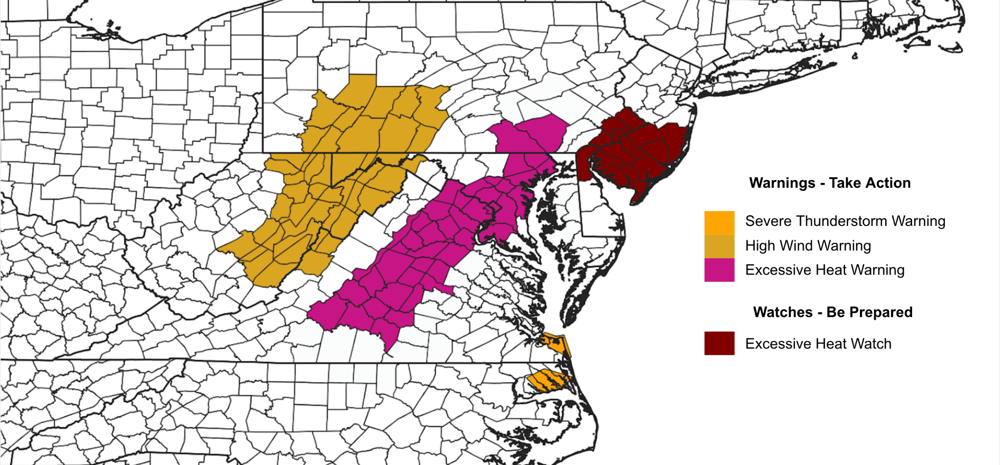 Warnings - Take Action
Severe Thunderstorm Warning
High Wind Warning
Excessive Heat Warning
Watches - Be Prepared
Excessive Heat Watch